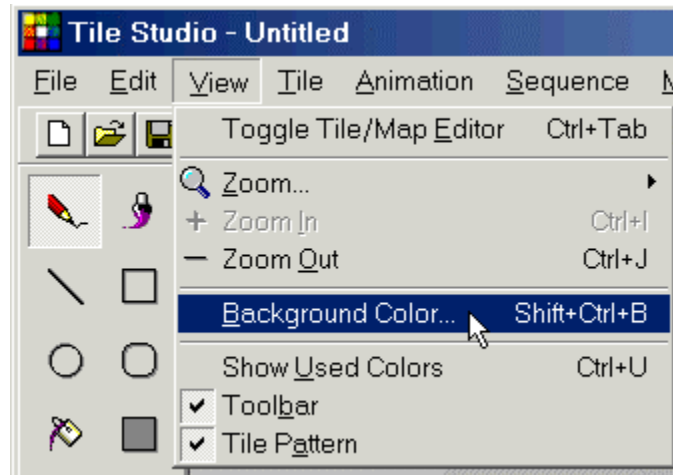 Tile Studio - Untitled
File Edit View Tile Animation Sequence M
Toggle Tile/Map Editor Ctrl+Tab
Zoom...
Zoom In Ctrl+I
Zoom Out Ctrl+J
Background Color... Shift+Ctrl+B
Show Used Colors Ctrl+U
Toolbar
Tile Pattern